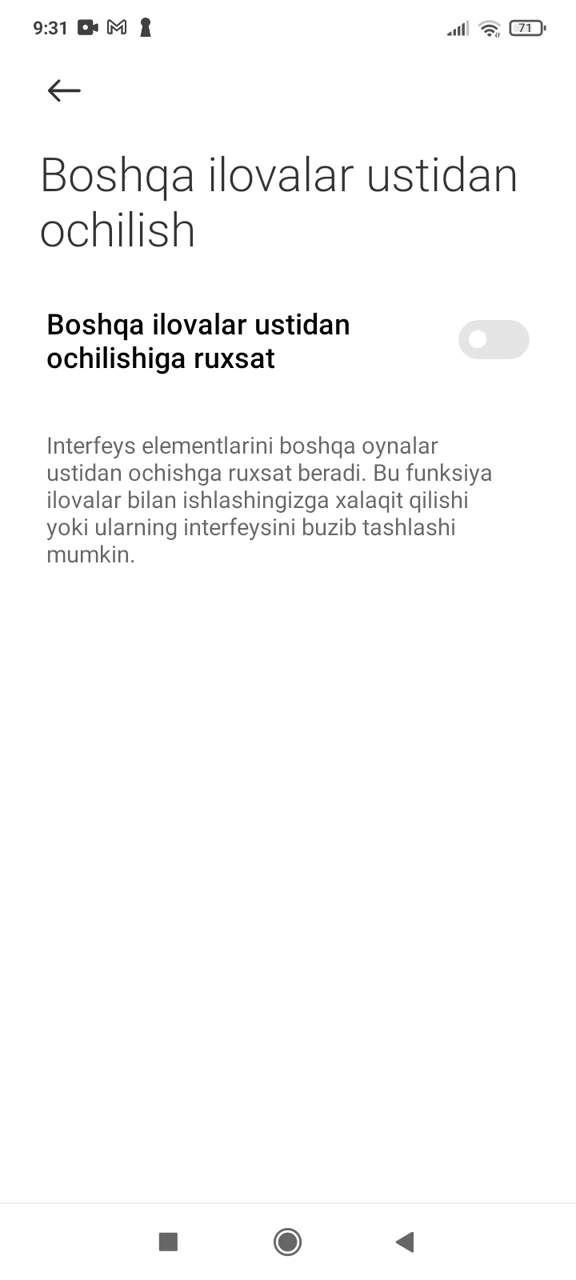 9:31
71
Boshqa ilovalar ustidan
ochilish
Boshqa ilovalar ustidan
ochilishiga ruxsat
Interfeys elementlarini boshqa oynalar
ustidan ochishga ruxsat beradi. Bu funksiya
ilovalar bilan ishlashingizga xalaqit qilishi
yoki ularning interfeysini buzib tashlashi
mumkin.